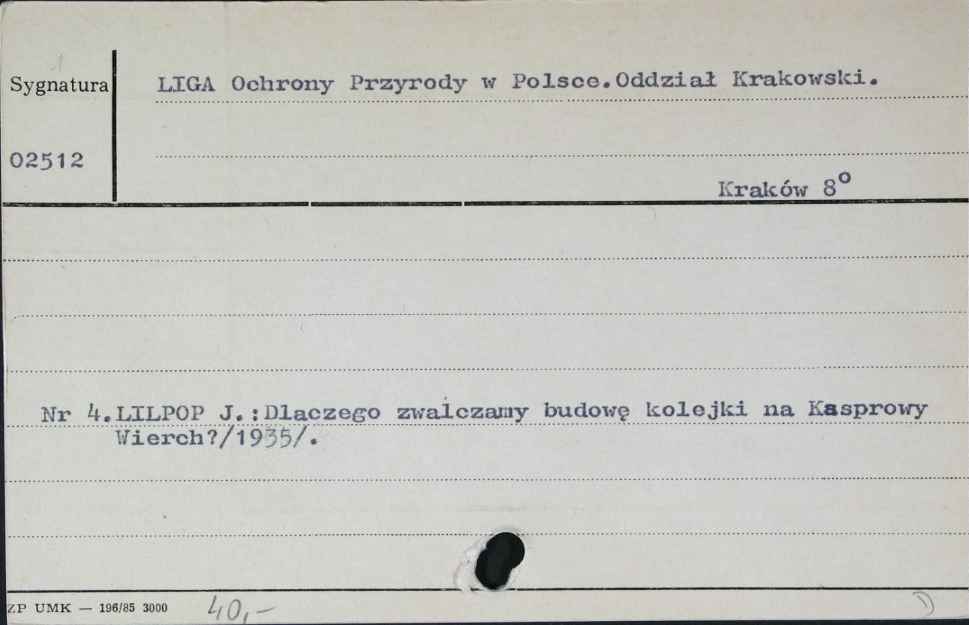 Sygnatura
LIGA Ochrony Przyrody w Polsce.Oddział Krakowski.
02512
Kraków 8°
Nr 4.LILPOP J.:Dlaczego zwalczamy budowę kolejki na Kasprowy
Wierch?/1935/.
ZP UMK — 196/85 3000 40,-